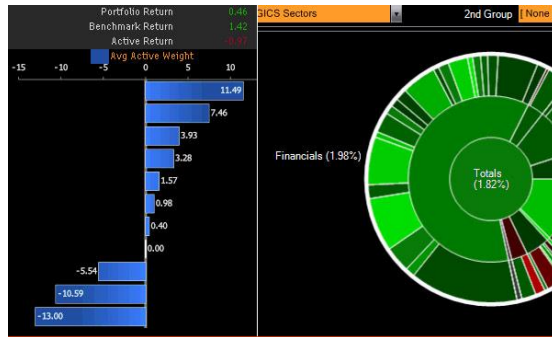 Portfolio Return 0.46
Benchmark Return 1.42
Active Return -0.97
Avg Active Weight
-15 -10 -5 0 5 10
11.49
7.46
3.93
3.28
1.57
0.98
0.40
0.00
-5.54
-10.59
-13.00
GICS Sectors 2nd Group [None
Financials (1.98%)
Totals
(1.82%)